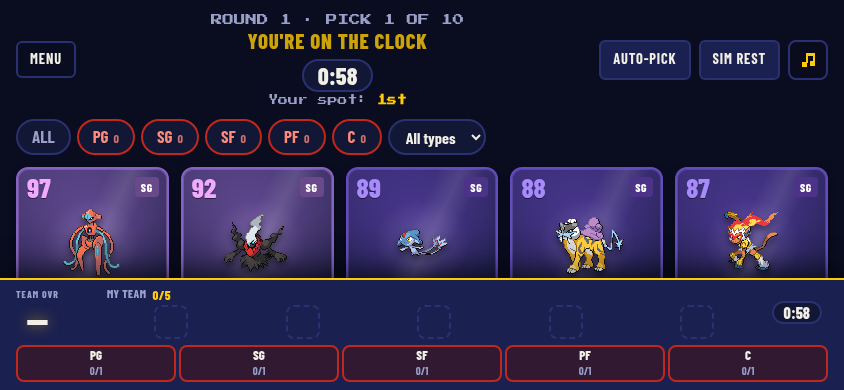 ROUND 1 · PICK 1 OF 10
YOU'RE ON THE CLOCK
MENU
0:58
AUTO-PICK
SIM REST
Your spot: 1st
ALL
PG 0
SG 0
SF 0
PF 0
C 0
All types
97 SG
92 SG
89 SG
88 SG
87 SG
TEAM OVR
MY TEAM 0/5
0:58
PG
0/1
SG
0/1
SF
0/1
PF
0/1
C
0/1